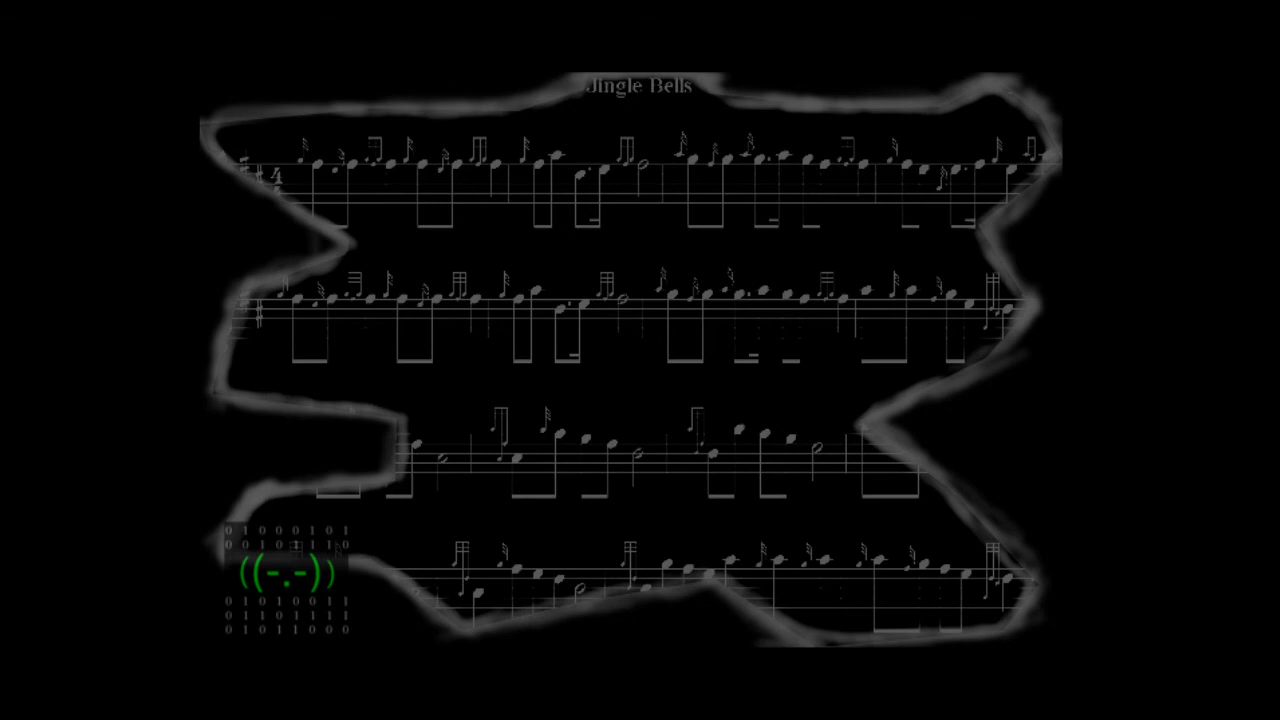 Jingle Bells
4
0 1 0 0 0 1 0 1
0 0 1 0 1 1 1 0
((-.-))
0 1 0 1 0 0 1 1
0 1 1 0 1 0 1 1
0 1 0 1 1 0 0 0